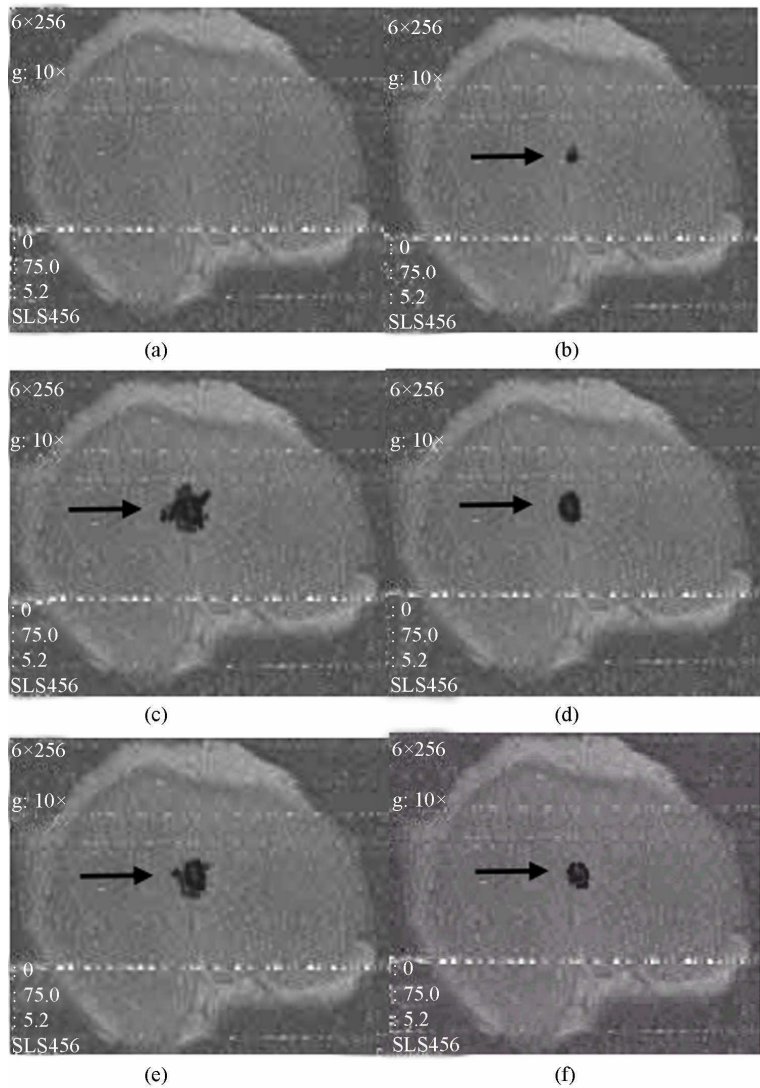 6×256
g: 10×
: 0
: 75.0
: 5.2
SLS456
(a)
6×256
g: 10×
: 0
: 75.0
: 5.2
SLS456
(b)
6×256
g: 10×
: 0
: 75.0
: 5.2
SLS456
(c)
6×256
g: 10×
: 0
: 75.0
: 5.2
SLS456
(d)
6×256
g: 10×
: 0
: 75.0
: 5.2
SLS456
(e)
6×256
g: 10×
: 0
: 75.0
: 5.2
SLS456
(f)